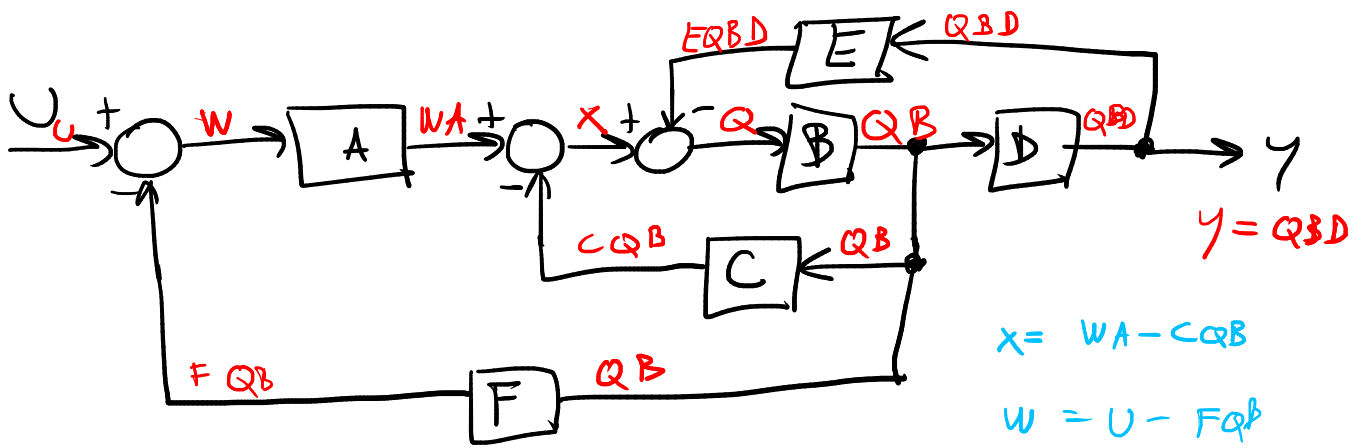 EQBD E QBD
U U + W A WA + X + - Q B QB D QBD Y
- -
Y = QBD
CQB C QB
X = WA - CQB
F QB F QB
W = U - FQB